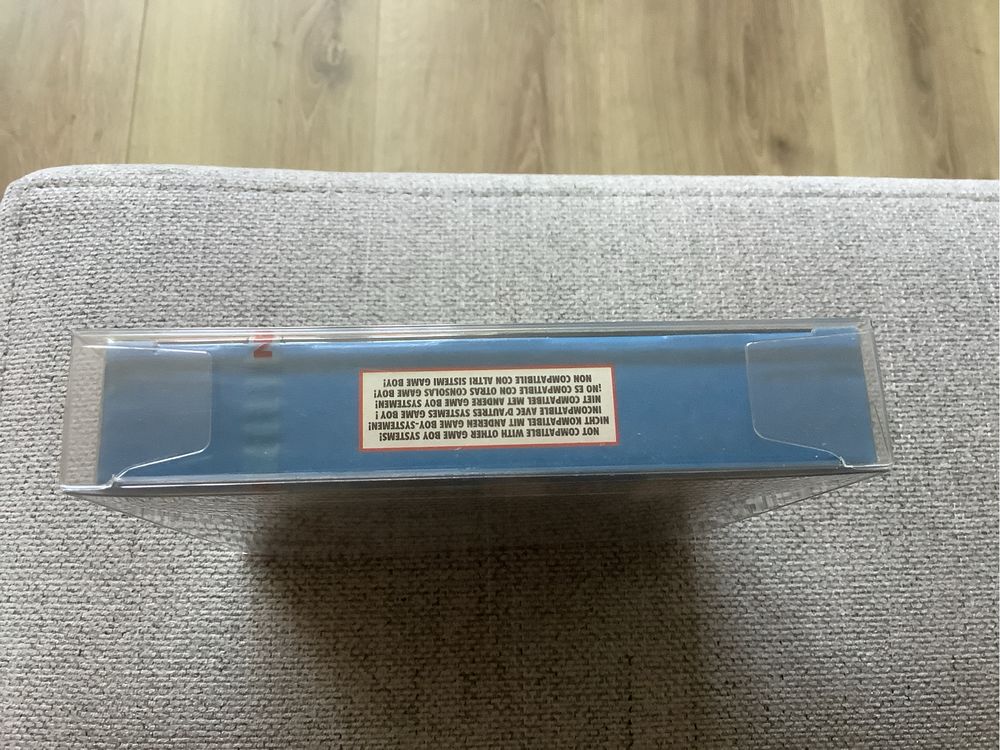 NOT COMPATIBLE WITH OTHER GAME BOY SYSTEMS!
NICHT KOMPATIBEL MIT ANDEREN GAME BOY-SYSTEMEN!
INCOMPATIBLE AVEC D'AUTRES SYSTEMES GAME BOY !
NIET COMPATIBEL MET ANDERE GAME BOY SYSTEMEN!
¡NO ES COMPATIBLE CON OTRAS CONSOLAS GAME BOY!
NON COMPATIBILE CON ALTRI SISTEMI GAME BOY!
N